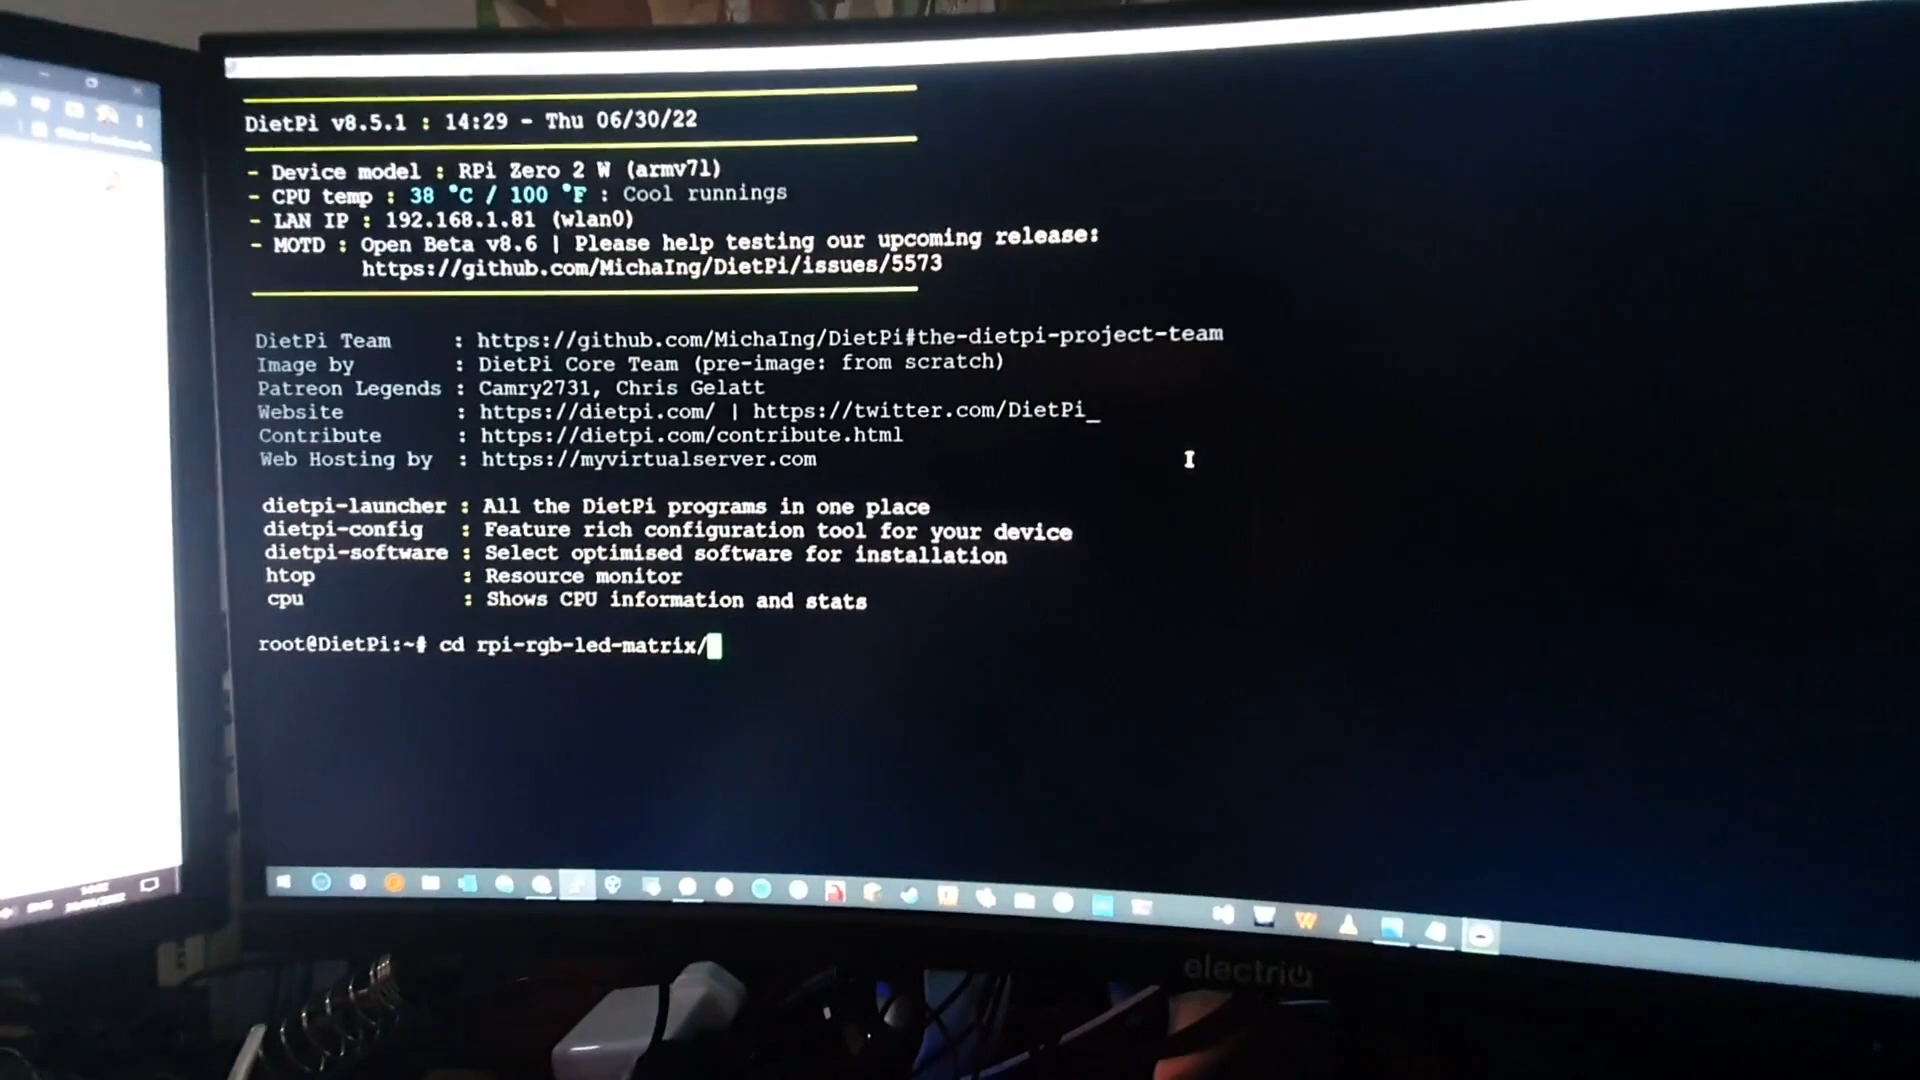 DietPi v8.5.1 : 14:29 - Thu 06/30/22
- Device model : RPi Zero 2 W (armv7l)
- CPU temp : 38 °C / 100 °F : Cool runnings
- LAN IP : 192.168.1.81 (wlan0)
- MOTD : Open Beta v8.6 | Please help testing our upcoming release:
https://github.com/MichaIng/DietPi/issues/5573
DietPi Team : https://github.com/MichaIng/DietPi#the-dietpi-project-team
Image by : DietPi Core Team (pre-image: from scratch)
Patreon Legends : Camry2731, Chris Gelatt
Website : https://dietpi.com/ | https://twitter.com/DietPi_
Contribute : https://dietpi.com/contribute.html
Web Hosting by : https://myvirtualserver.com
dietpi-launcher : All the DietPi programs in one place
dietpi-config : Feature rich configuration tool for your device
dietpi-software : Select optimised software for installation
htop : Resource monitor
cpu : Shows CPU information and stats
root@DietPi:~# cd rpi-rgb-led-matrix/
electriq